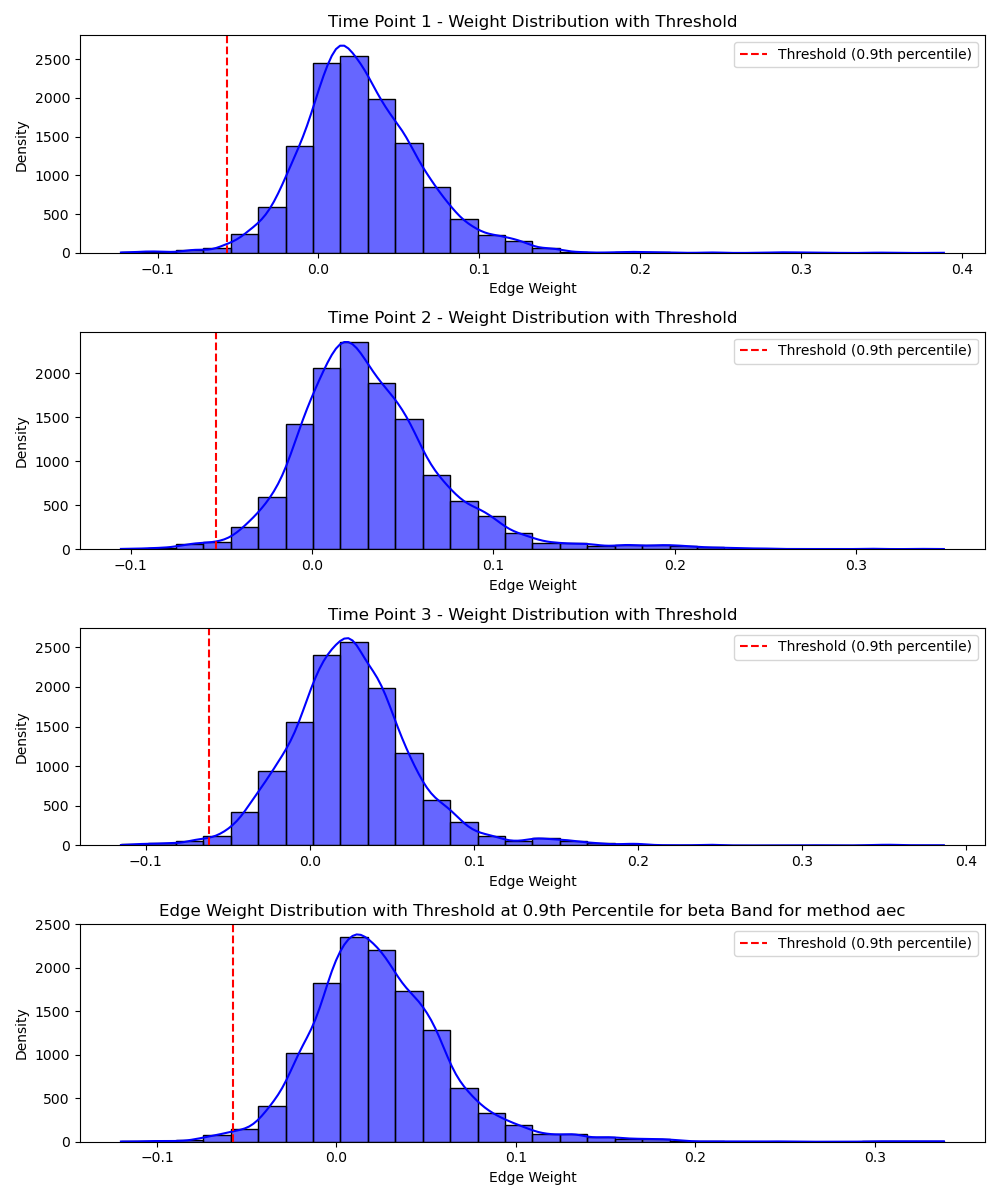 Time Point 1 - Weight Distribution with Threshold
Threshold (0.9th percentile)
2500
2000
1500
1000
500
0
Density
−0.1 0.0 0.1 0.2 0.3 0.4
Edge Weight
Time Point 2 - Weight Distribution with Threshold
Threshold (0.9th percentile)
2000
1500
1000
500
0
Density
−0.1 0.0 0.1 0.2 0.3
Edge Weight
Time Point 3 - Weight Distribution with Threshold
Threshold (0.9th percentile)
2500
2000
1500
1000
500
0
Density
−0.1 0.0 0.1 0.2 0.3 0.4
Edge Weight
Edge Weight Distribution with Threshold at 0.9th Percentile for beta Band for method aec
Threshold (0.9th percentile)
2500
2000
1500
1000
500
0
Density
−0.1 0.0 0.1 0.2 0.3
Edge Weight